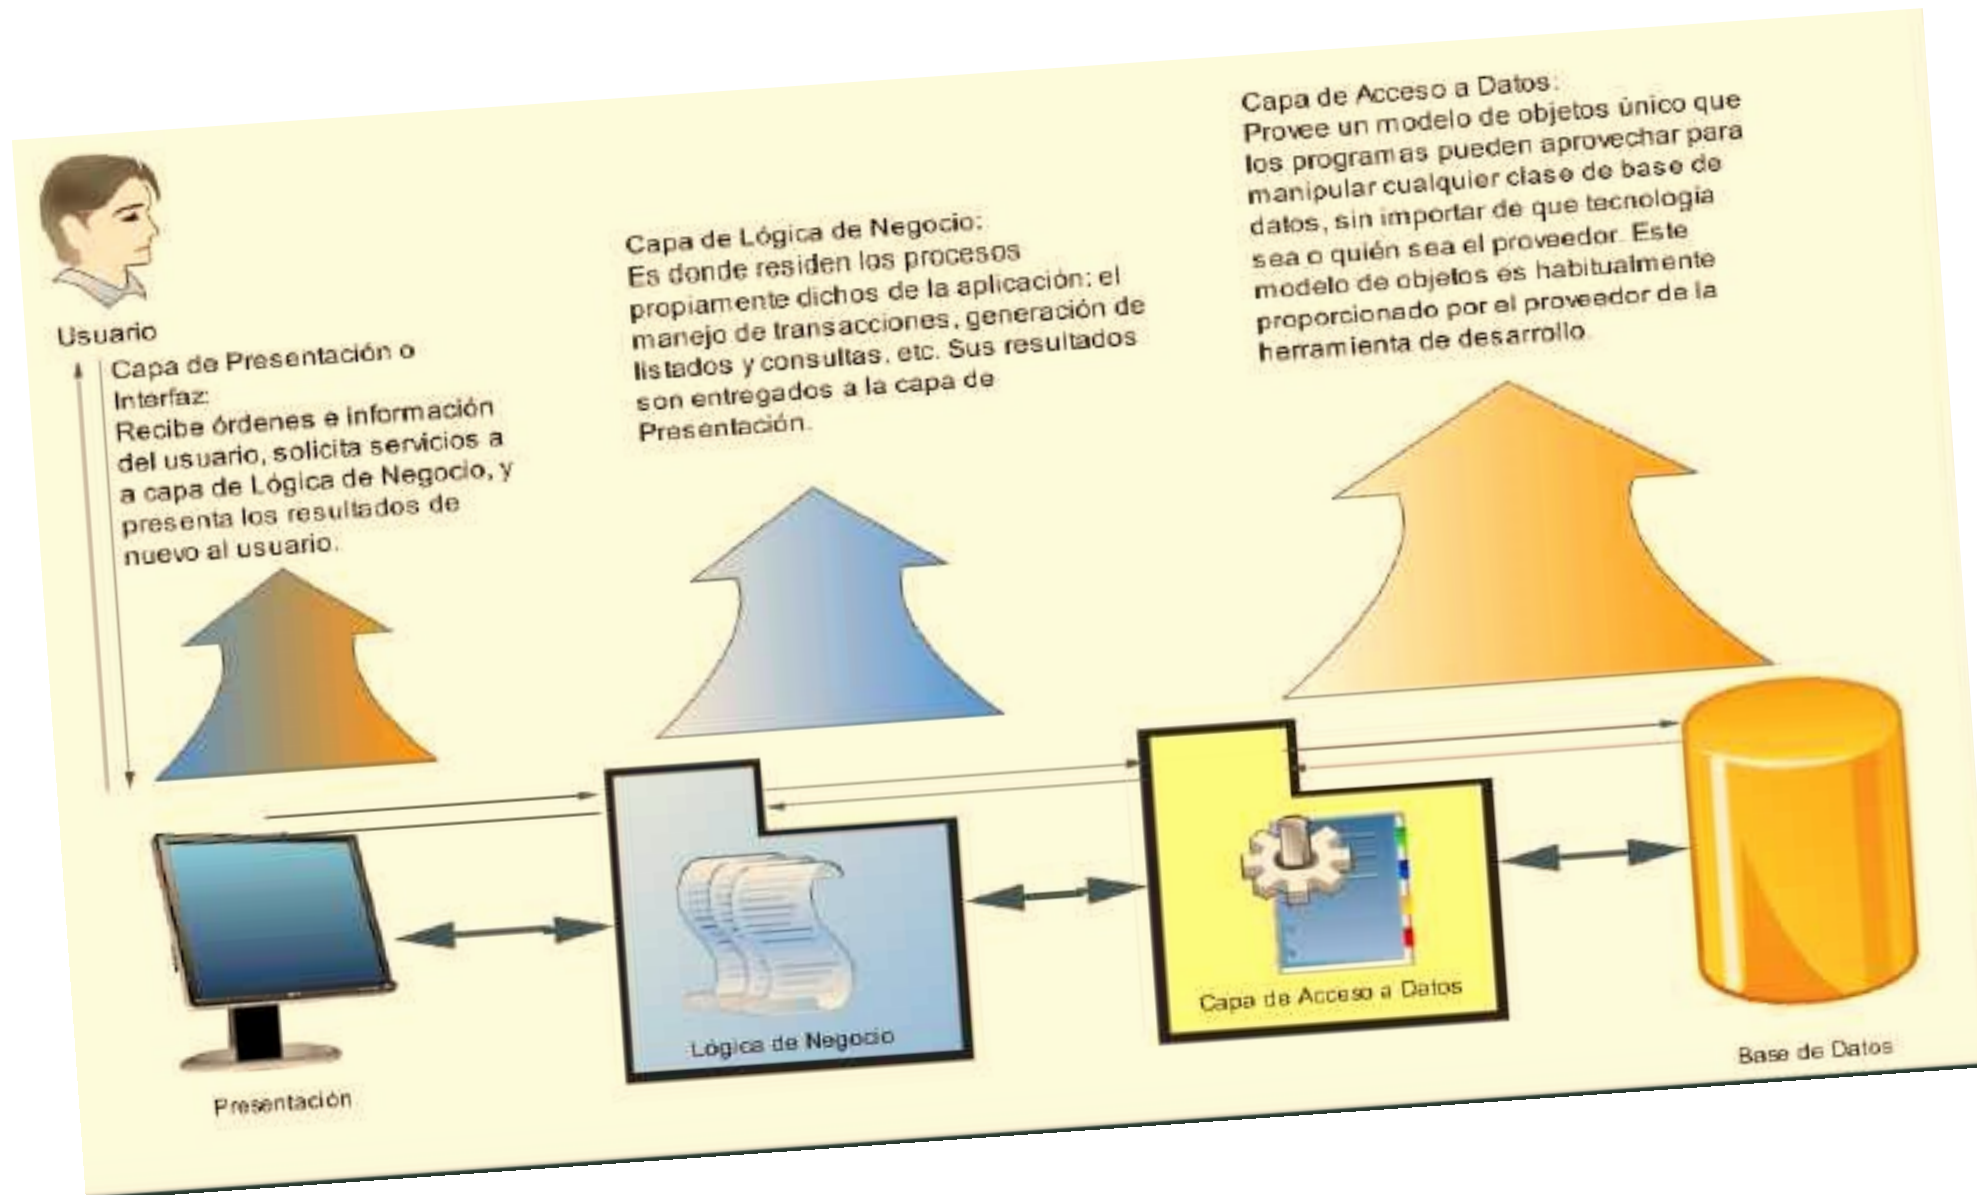 Usuario
Capa de Presentación o
Interfaz:
Recibe órdenes e información
del usuario, solicita servicios a
a capa de Lógica de Negocio, y
presenta los resultados de
nuevo al usuario.
Capa de Lógica de Negocio:
Es donde residen los procesos
propiamente dichos de la aplicación: el
manejo de transacciones, generación de
listados y consultas, etc. Sus resultados
son entregados a la capa de
Presentación.
Capa de Acceso a Datos:
Provee un modelo de objetos único que
los programas pueden aprovechar para
manipular cualquier clase de base de
datos, sin importar de que tecnología
sea o quién sea el proveedor. Este
modelo de objetos es habitualmente
proporcionado por el proveedor de la
herramienta de desarrollo.
Presentación
Lógica de Negocio
Capa de Acceso a Datos
Base de Datos